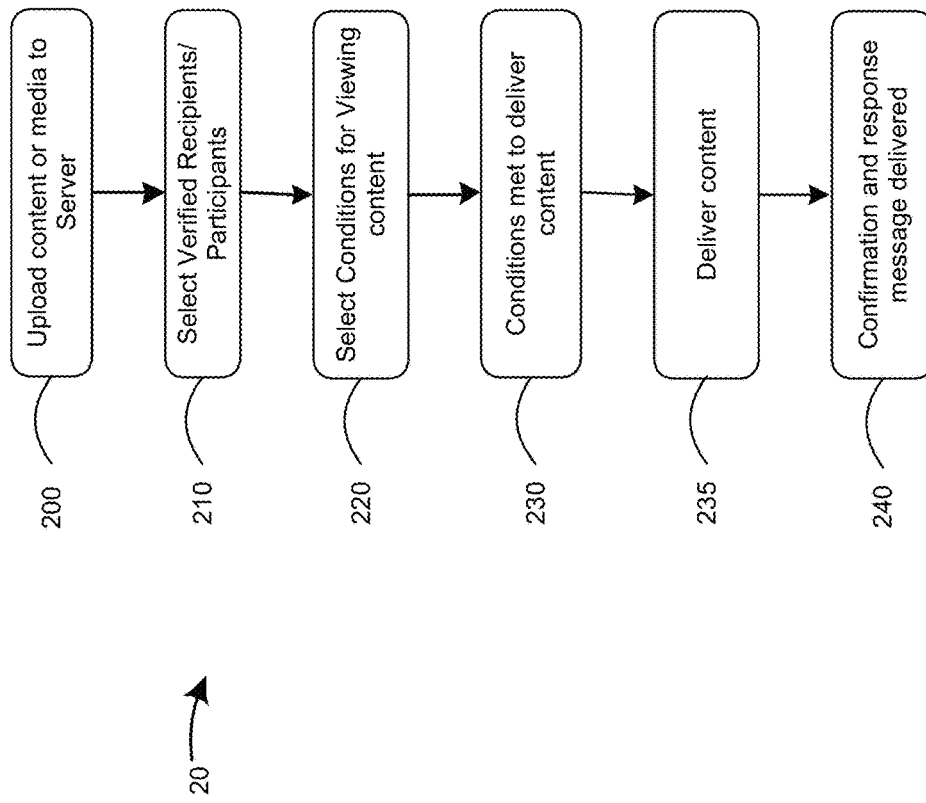 Upload content or media to
Server
200
Select Verified Recipients/
Participants
210
Select Conditions for Viewing
content
220
Conditions met to deliver
content
230
Deliver content
235
Confirmation and response
message delivered
240
20